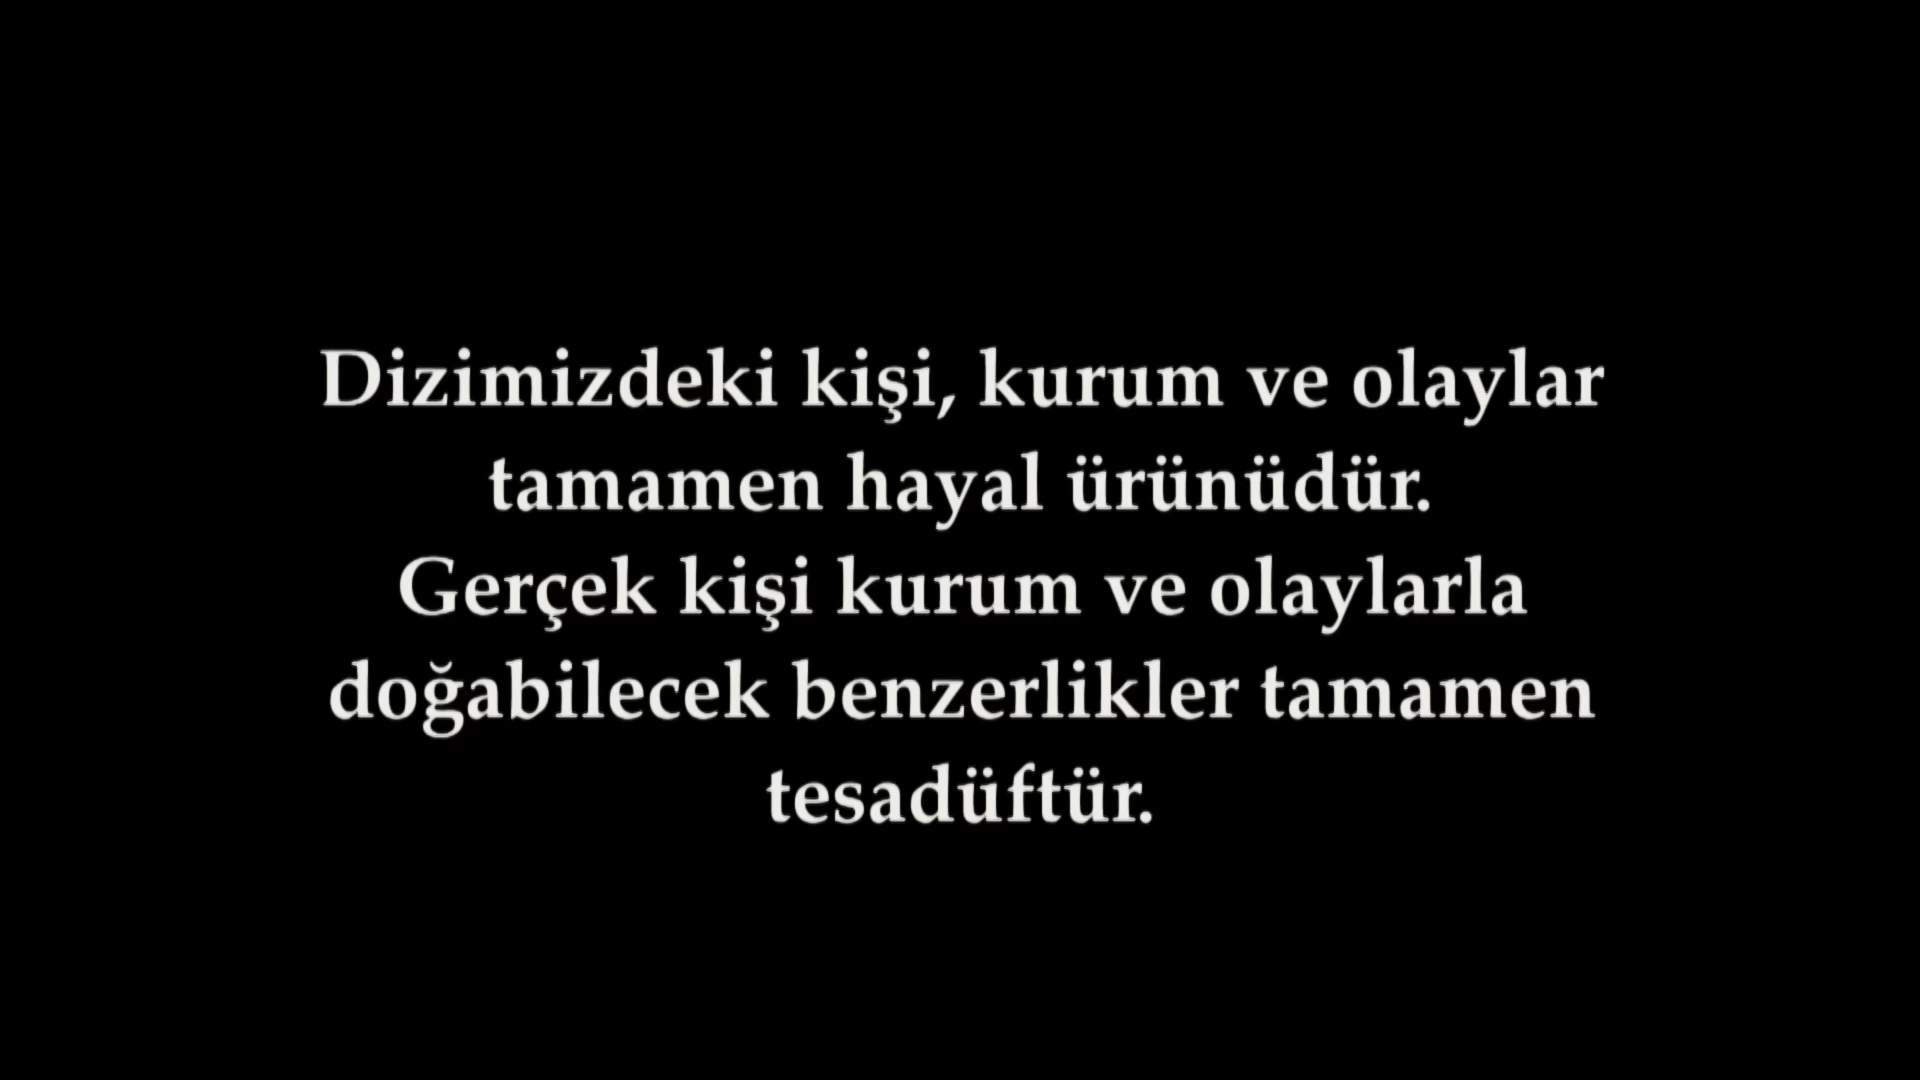 Dizimizdeki kişi, kurum ve olaylar
tamamen hayal ürünüdür.
Gerçek kişi kurum ve olaylarla
doğabilecek benzerlikler tamamen
tesadüftür.